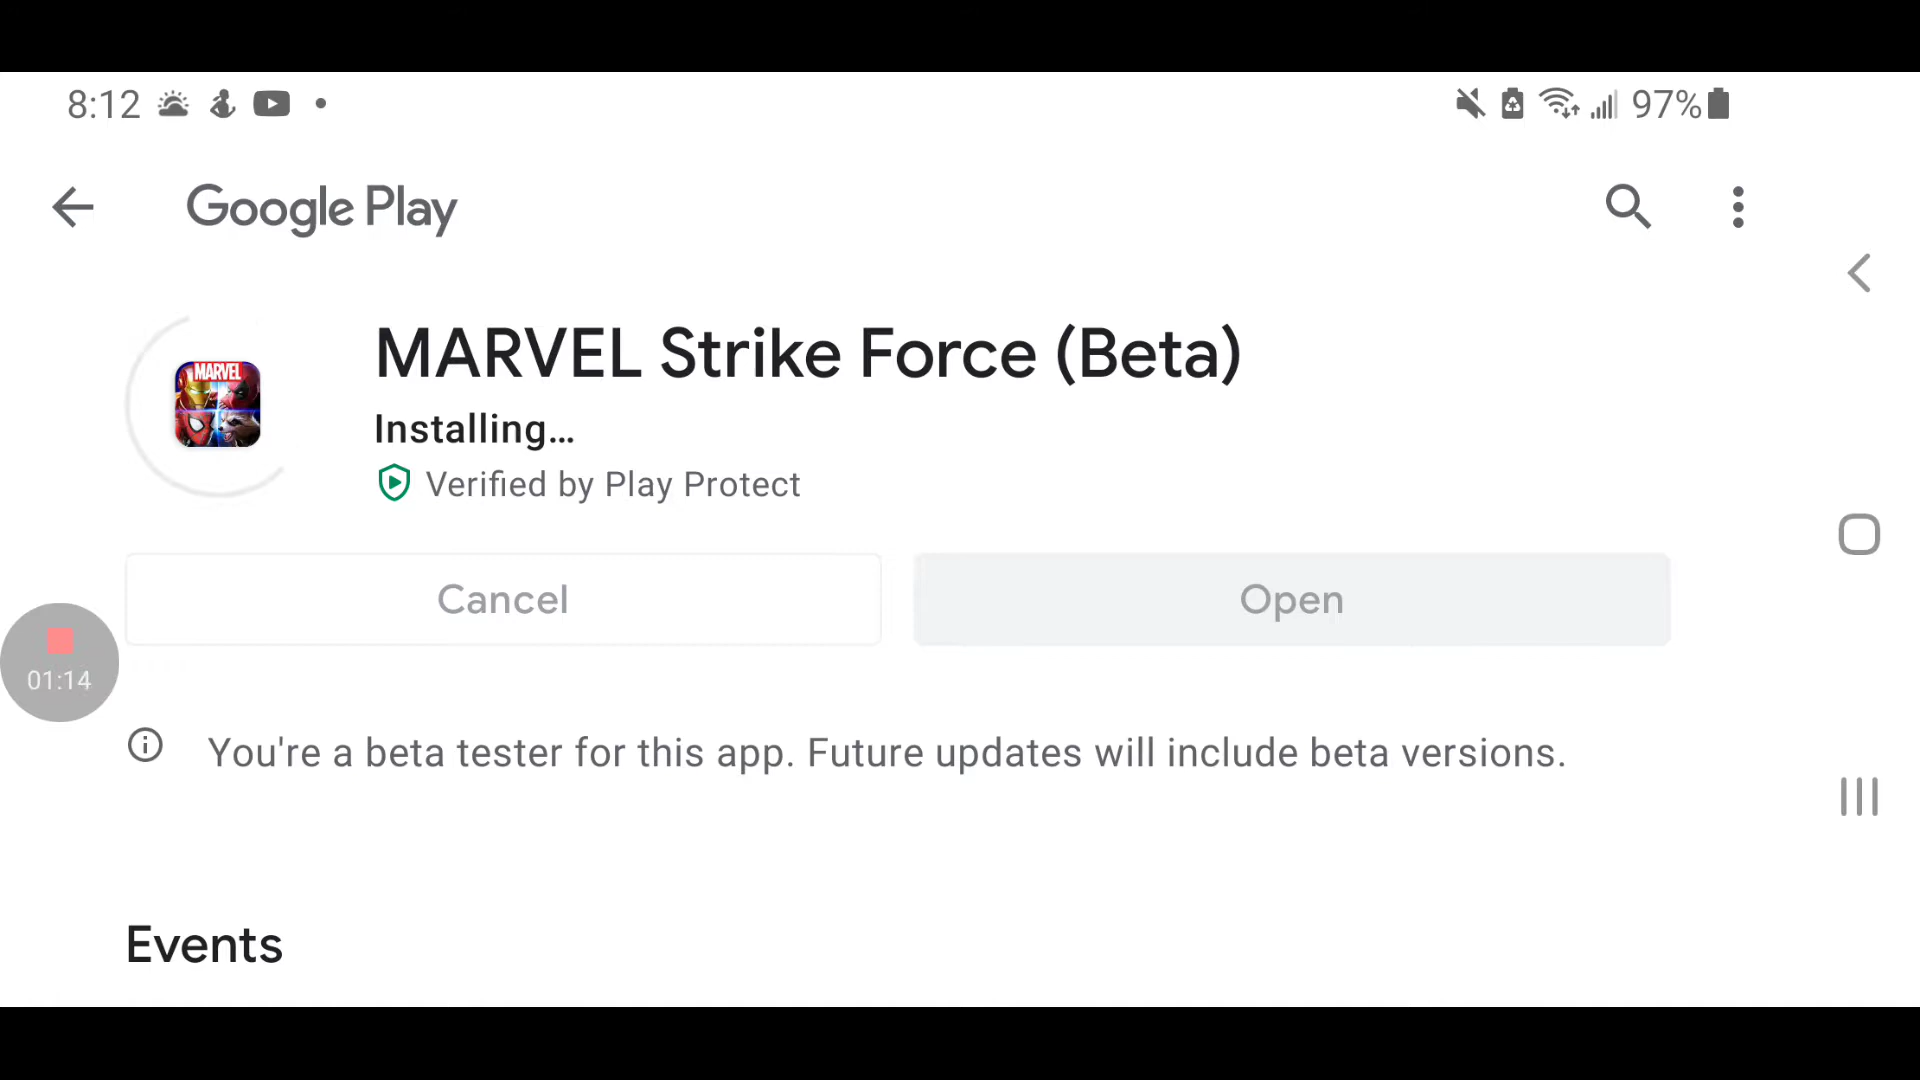 8:12
97%
Google Play
MARVEL
MARVEL Strike Force (Beta)
Installing...
Verified by Play Protect
Cancel
Open
01:14
You're a beta tester for this app. Future updates will include beta versions.
Events